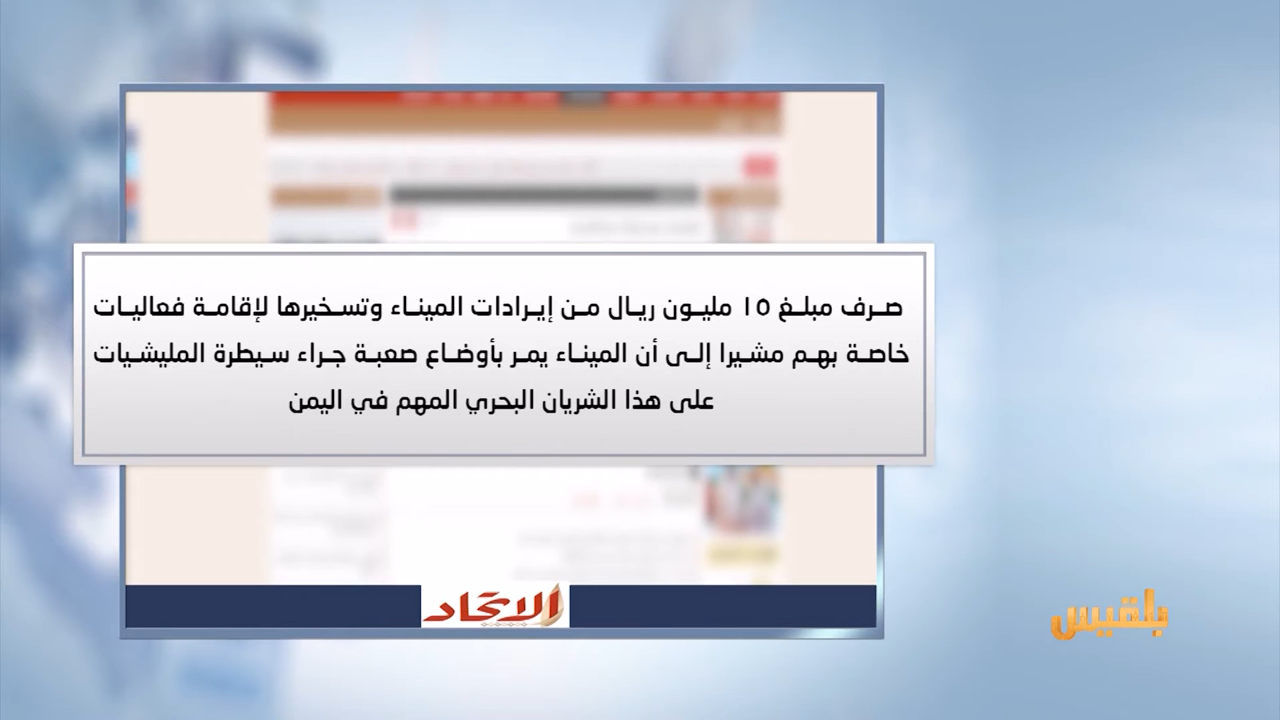 صرف مبلغ ١٥ مليون ريال من إيرادات الميناء وتسخيرها لإقامة فعاليات
خاصة بهم مشيرا إلى أن الميناء يمر بأوضاع صعبة جراء سيطرة المليشيات
على هذا الشريان البحري المهم في اليمن
الاتحاد
بلقيس